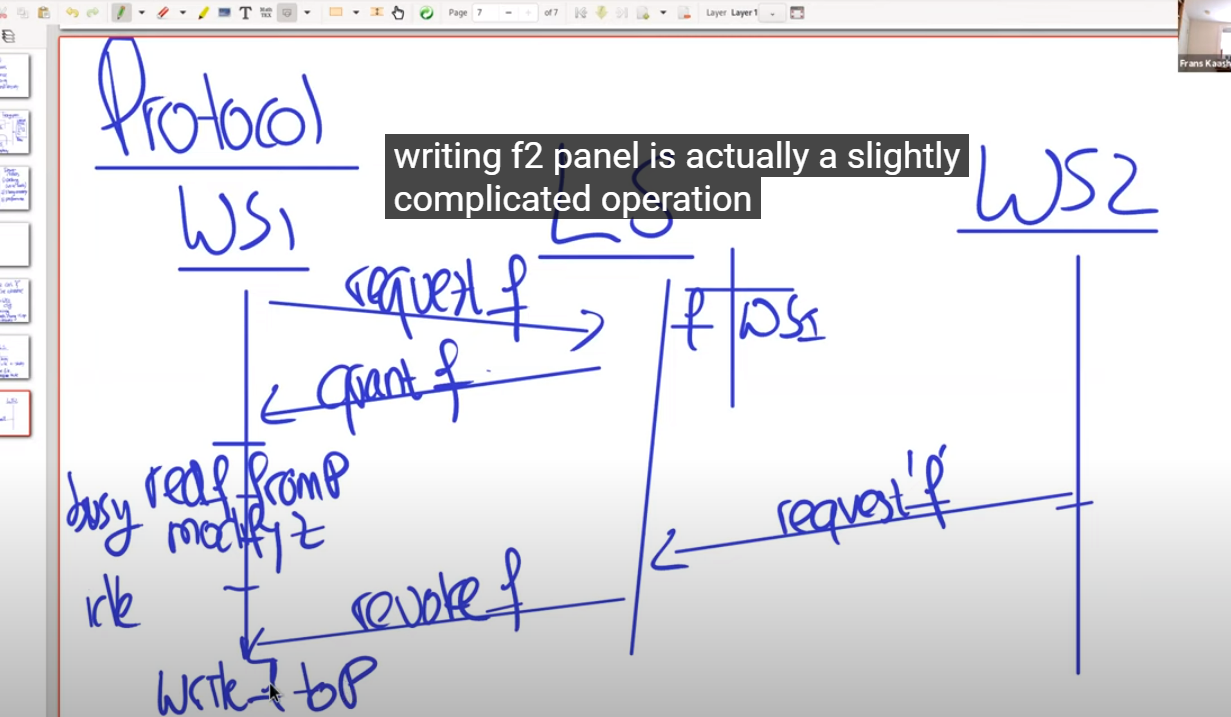 Page 7 of 7 Layer Layer 1
Frans Kaash
Protocol
writing f2 panel is actually a slightly
complicated operation
WS1 LS WS2
request f
f WS1
grant f
busy read f from P
modify z
request 'f'
idle
revoke f
write f to P